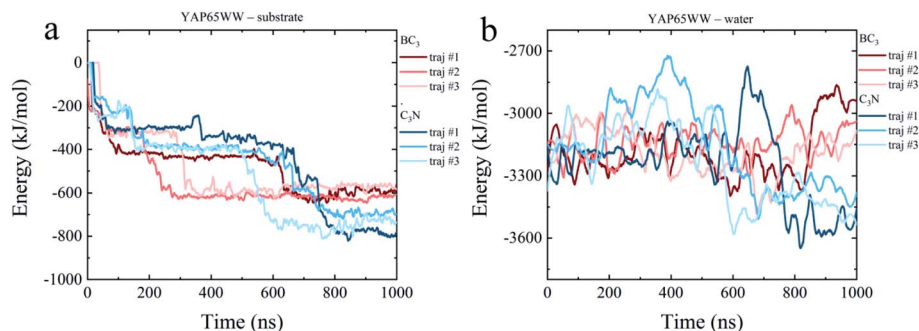 YAP65WW – substrate
a
BC3
traj #1
traj #2
traj #3
C3N
traj #1
traj #2
traj #3
0
-200
-400
-600
-800
-1000
Energy (kJ/mol)
0 200 400 600 800 1000
Time (ns)
YAP65WW – water
b
BC3
traj #1
traj #2
traj #3
C3N
traj #1
traj #2
traj #3
-2700
-3000
-3300
-3600
Energy (kJ/mol)
0 200 400 600 800 1000
Time (ns)